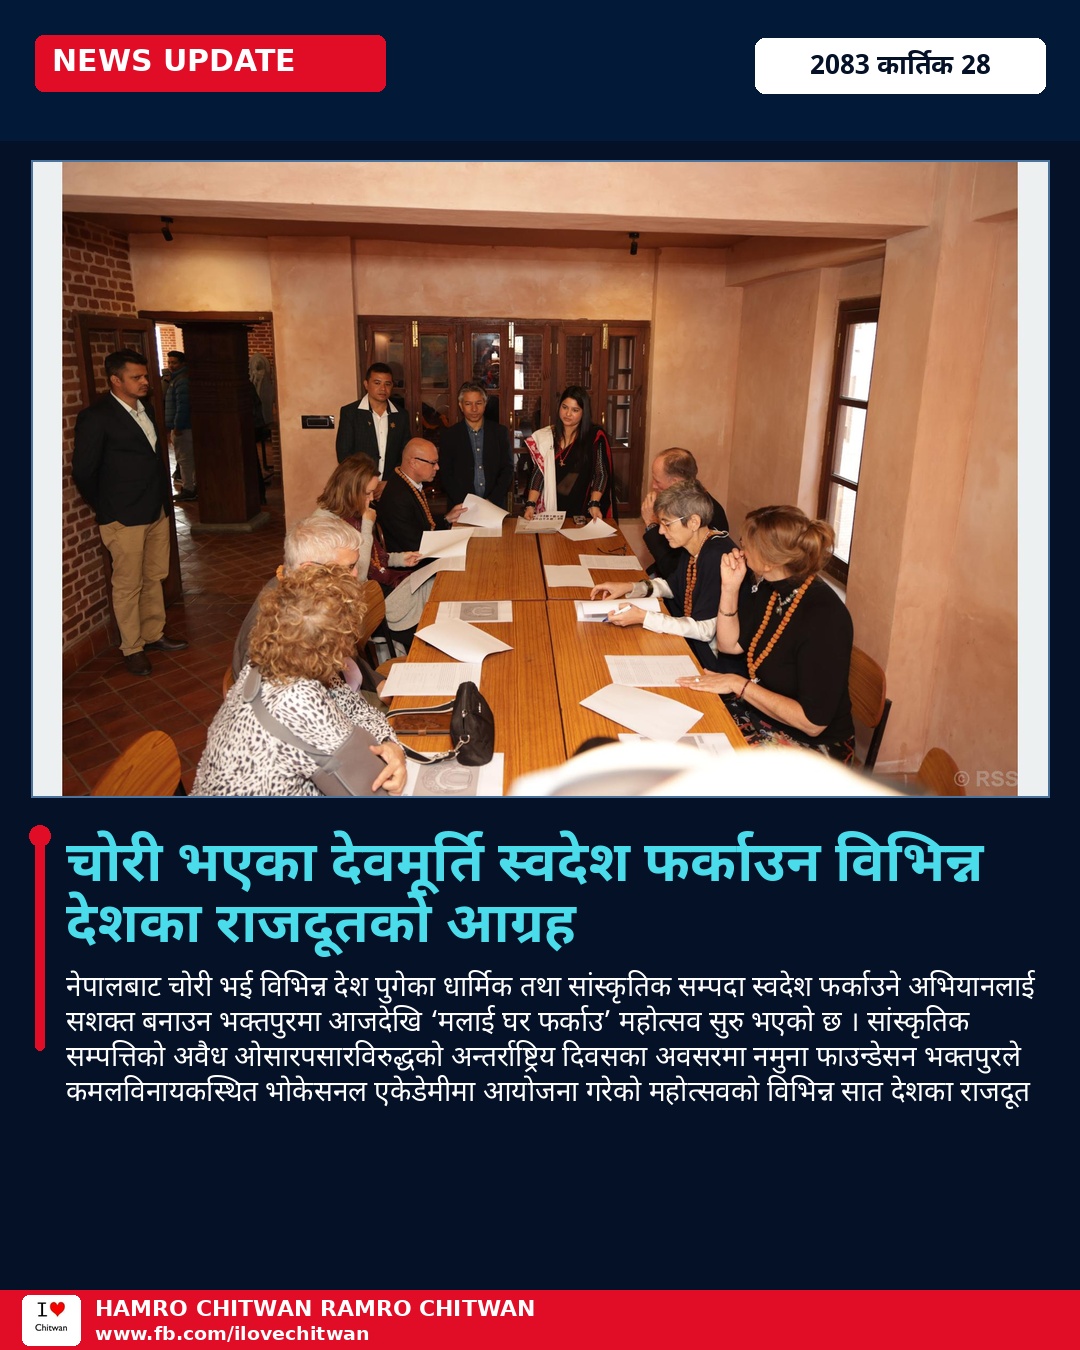 NEWS UPDATE
2083 कार्तिक 28
@ RSS
चोरी भएका देवमूर्ति स्वदेश फर्काउन विभिन्न
देशका राजदूतको आग्रह
नेपालबाट चोरी भई विभिन्न देश पुगेका धार्मिक तथा सांस्कृतिक सम्पदा स्वदेश फर्काउने अभियानलाई
सशक्त बनाउन भक्तपुरमा आजदेखि ‘मलाई घर फर्काउ’ महोत्सव सुरु भएको छ । सांस्कृतिक
सम्पत्तिको अवैध ओसारपसारविरुद्धको अन्तर्राष्ट्रिय दिवसका अवसरमा नमुना फाउन्डेसन भक्तपुरले
कमलविनायकस्थित भोकेसनल एकेडेमीमा आयोजना गरेको महोत्सवको विभिन्न सात देशका राजदूत
I ♥
Chitwan
HAMRO CHITWAN RAMRO CHITWAN
www.fb.com/ilovechitwan